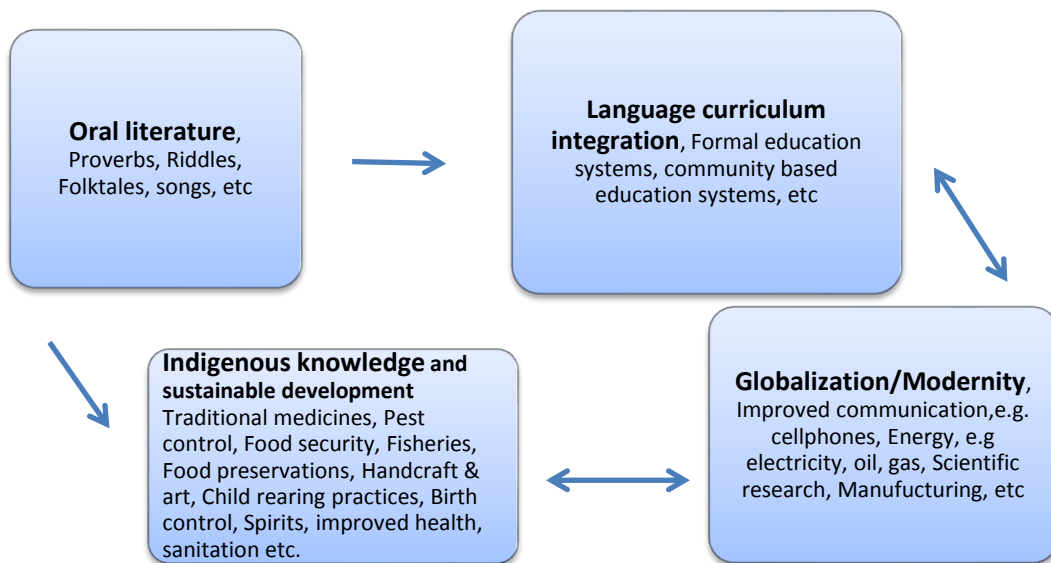 Oral literature,
Proverbs, Riddles,
Folktales, songs, etc
Language curriculum
integration, Formal education
systems, community based
education systems, etc
Indigenous knowledge and
sustainable development
Traditional medicines, Pest
control, Food security, Fisheries,
Food preservations, Handcraft &
art, Child rearing practices, Birth
control, Spirits, improved health,
sanitation etc.
Globalization/Modernity,
Improved communication,e.g.
cellphones, Energy, e.g
electricity, oil, gas, Scientific
research, Manufucturing, etc